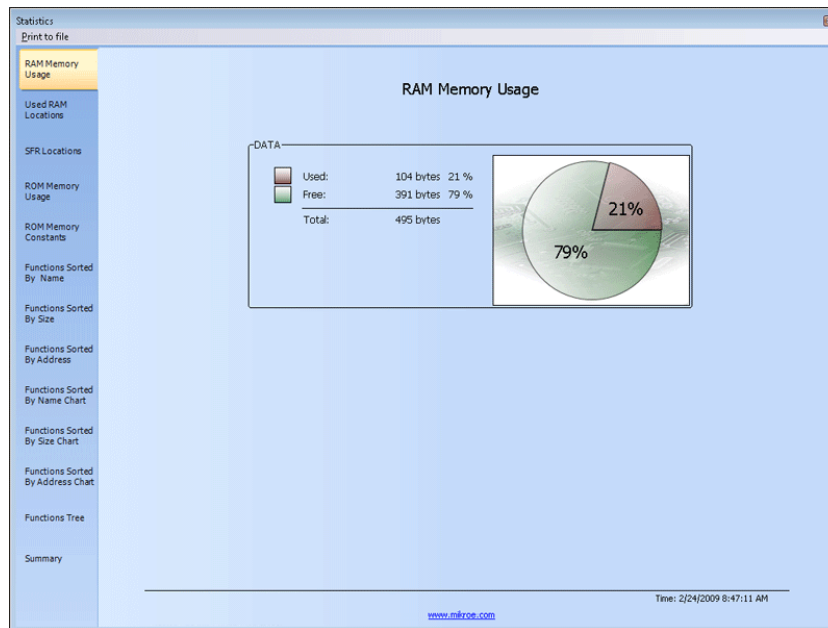 Statistics
Print to file
RAM Memory
Usage
Used RAM
Locations
SFR Locations
ROM Memory
Usage
ROM Memory
Constants
Functions Sorted
By Name
Functions Sorted
By Size
Functions Sorted
By Address
Functions Sorted
By Name Chart
Functions Sorted
By Size Chart
Functions Sorted
By Address Chart
Functions Tree
Summary
RAM Memory Usage
DATA
Used: 104 bytes 21 %
Free: 391 bytes 79 %
Total: 495 bytes
21%
79%
Time: 2/24/2009 8:47:11 AM
www.mikroe.com